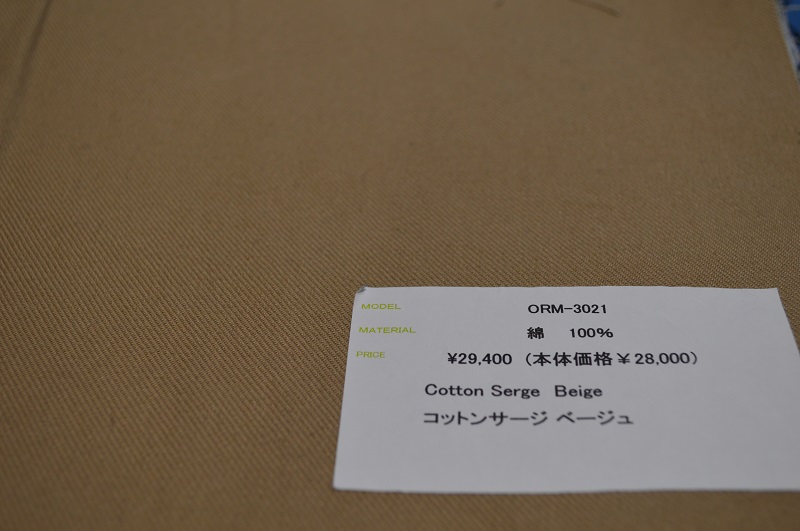 MODEL ORM-3021
MATERIAL 綿 100%
PRICE ¥29,400 (本体価格¥28,000)
Cotton Serge Beige
コットンサージ ベージュ